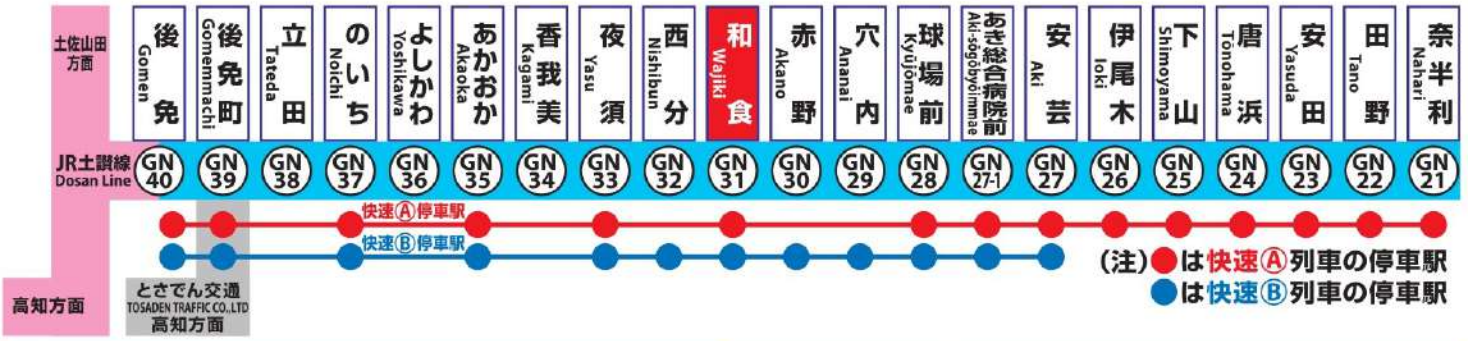 土佐山田
方面
後免
Gomen
後免町
Gomenmachi
立田
Tateda
のいち
Noichi
よしかわ
Yoshikawa
あかおか
Akaoka
香我美
Kagami
夜須
Yasu
西分
Nishibun
和食
Wajiki
赤野
Akano
穴内
Ananai
球場前
Kyūjōmae
あき総合病院前
Aki-sōgōbyōinmae
安芸
Aki
伊尾木
Ioki
下山
Shimoyama
唐浜
Tōnohama
安田
Yasuda
田野
Tano
奈半利
Nahari
JR土讃線
Dosan Line
GN
40
GN
39
GN
38
GN
37
GN
36
GN
35
GN
34
GN
33
GN
32
GN
31
GN
30
GN
29
GN
28
GN
27-1
GN
27
GN
26
GN
25
GN
24
GN
23
GN
22
GN
21
快速Ⓐ停車駅
快速Ⓑ停車駅
(注)●は快速Ⓐ列車の停車駅
●は快速Ⓑ列車の停車駅
高知方面
とさでん交通
TOSADEN TRAFFIC CO.,LTD
高知方面